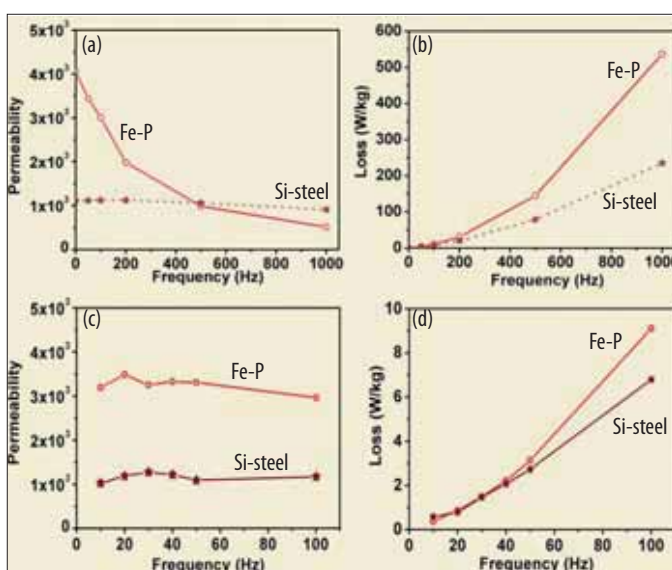 (a)
Permeability
5x10³
4x10³
3x10³
2x10³
1x10³
0
Fe-P
Si-steel
0 200 400 600 800 1000
Frequency (Hz)
(b)
Loss (W/kg)
600
500
400
300
200
100
0
Fe-P
Si-steel
0 200 400 600 800 1000
Frequency (Hz)
(c)
Permeability
5x10³
4x10³
3x10³
2x10³
1x10³
0
Fe-P
Si-steel
0 20 40 60 80 100
Frequency (Hz)
(d)
Loss (W/kg)
10
8
6
4
2
0
Fe-P
Si-steel
0 20 40 60 80 100
Frequency (Hz)